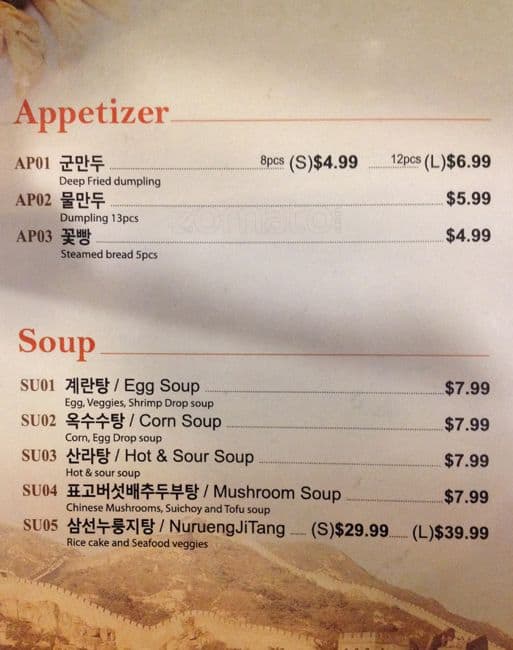 Appetizer
AP01 군만두 8pcs (S)$4.99 12pcs (L)$6.99
Deep Fried dumpling
AP02 물만두 $5.99
Dumpling 13pcs
AP03 꽃빵 $4.99
Steamed bread 5pcs
zomato
Soup
SU01 계란탕 / Egg Soup $7.99
Egg, Veggies, Shrimp Drop soup
SU02 옥수수탕 / Corn Soup $7.99
Corn, Egg Drop soup
SU03 산라탕 / Hot & Sour Soup $7.99
Hot & sour soup
SU04 표고버섯배추두부탕 / Mushroom Soup $7.99
Chinese Mushrooms, Suichoy and Tofu soup
SU05 삼선누룽지탕 / NuruengJiTang (S)$29.99 (L)$39.99
Rice cake and Seafood veggies